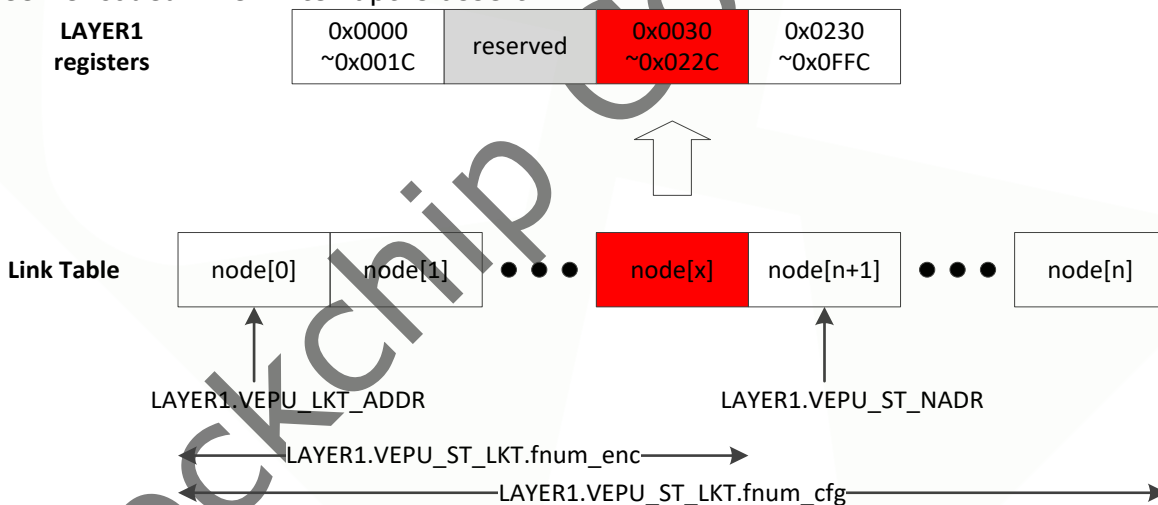 LAYER1
registers
0x0000
~0x001C
reserved
0x0030
~0x022C
0x0230
~0x0FFC
Link Table
node[0]
node[1]
node[x]
node[n+1]
node[n]
LAYER1.VEPU_LKT_ADDR
LAYER1.VEPU_ST_NADR
LAYER1.VEPU_ST_LKT.fnum_enc
LAYER1.VEPU_ST_LKT.fnum_cfg